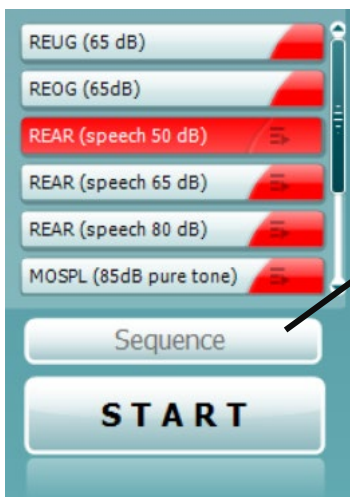 REUG (65 dB)
REOG (65dB)
REAR (speech 50 dB)
REAR (speech 65 dB)
REAR (speech 80 dB)
MOSPL (85dB pure tone)
Sequence
START